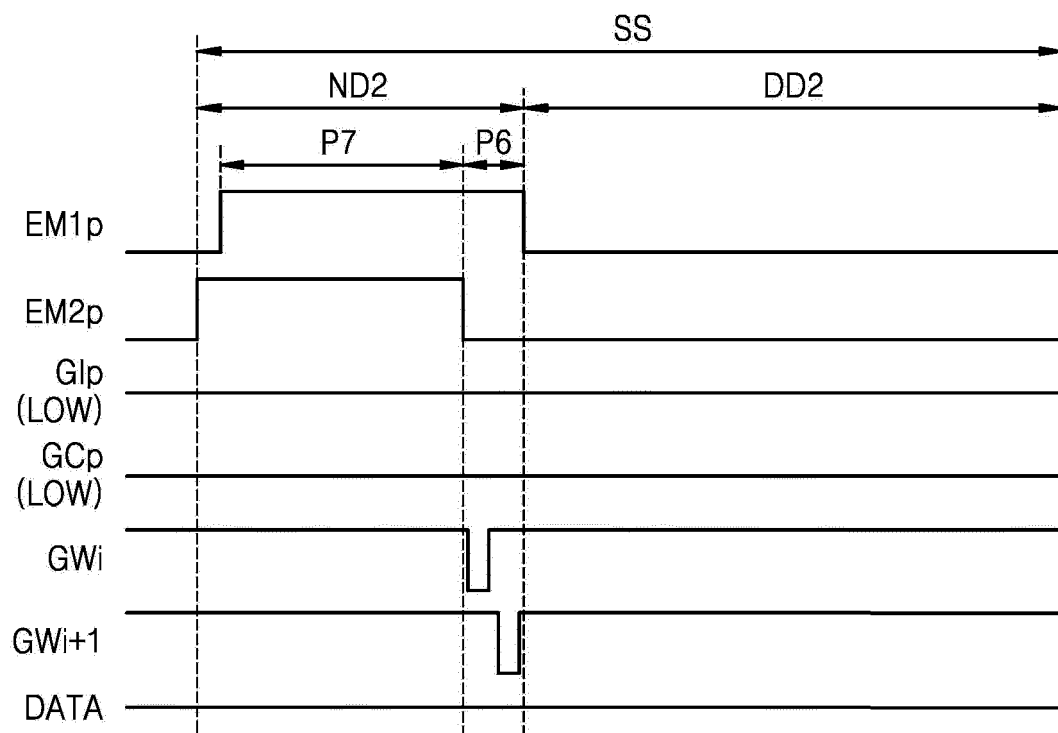 SS
ND2 DD2
P7 P6
EM1p
EM2p
GIp
(LOW)
GCp
(LOW)
GWi
GWi+1
DATA